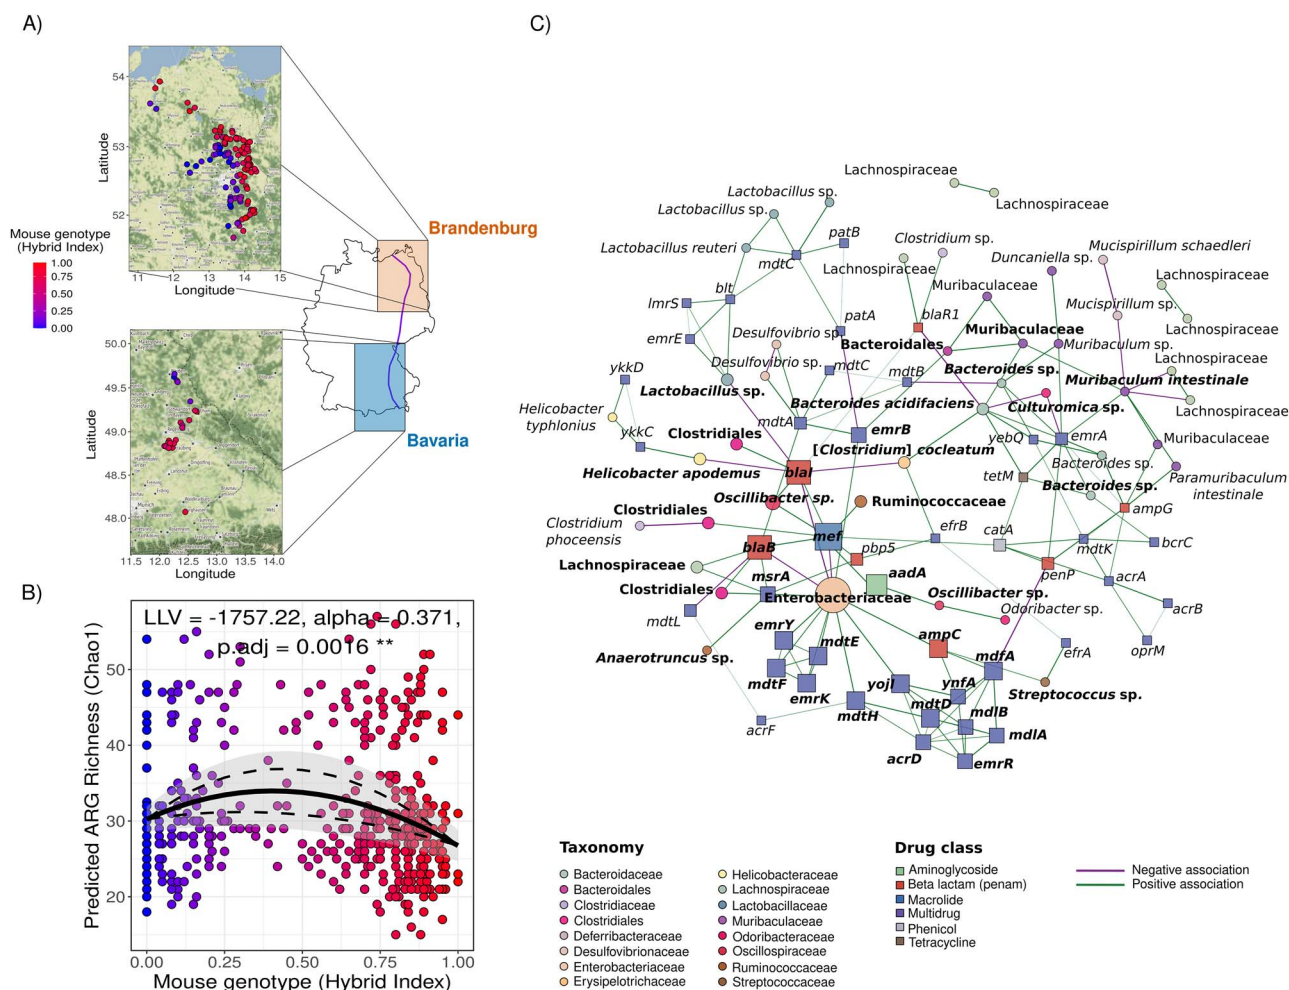 A)
54
53
52
Latitude
11 12 13 14 15
Longitude
Mouse genotype
(Hybrid Index)
1.00
0.75
0.50
0.25
0.00
Brandenburg
Bavaria
50.0
49.5
49.0
48.5
48.0
Latitude
11.5 12.0 12.5 13.0 13.5 14.0
Longitude
B)
LLV = -1757.22, alpha = 0.371,
p.adj = 0.0016 **
Predicted ARG Richness (Chao1)
50
40
30
20
0.00 0.25 0.50 0.75 1.00
Mouse genotype (Hybrid Index)
C)
Lachnospiraceae
Lachnospiraceae
Lactobacillus sp.
Lactobacillus sp.
patB
Clostridium sp.
Mucispirillum schaedleri
Lactobacillus reuteri
mdtC
Lachnospiraceae
Duncaniella sp.
Lachnospiraceae
blt
Muribaculaceae
lmrS
Mucispirillum sp.
patA
blaR1
Lachnospiraceae
emrE
Desulfovibrio sp.
Bacteroidales
Muribaculaceae
Muribaculum sp.
Desulfovibrio sp.
mdtC
Bacteroides sp.
Lachnospiraceae
ykkD
Lactobacillus sp.
mdtB
Muribaculum intestinale
Helicobacter
typhlonius
Bacteroides acidifaciens
Culturomica sp.
Lachnospiraceae
mdtA
ykkC
Clostridiales
emrB
yebQ
emrA
Muribaculaceae
[Clostridium] cocleatum
Bacteroides sp.
Helicobacter apodemus
blaI
tetM
Bacteroides sp.
Paramuribaculum
intestinale
Oscillibacter sp.
Ruminococcaceae
ampG
Clostridiales
Clostridium
phoceensis
mef
efrB
catA
mdtK
bcrC
blaB
pbp5
Lachnospiraceae
msrA
aadA
penP
acrA
Clostridiales
Enterobacteriaceae
Oscillibacter sp.
Odoribacter sp.
acrB
mdtL
emrY
ampC
mdtE
mdfA
efrA
oprM
Anaerotruncus sp.
mdtF
emrK
yojI
ynfA
Streptococcus sp.
mdtH
mdtD
mdlB
mdlA
acrF
acrD
emrR
Taxonomy
Bacteroidaceae
Bacteroidales
Clostridiaceae
Clostridiales
Deferribacteraceae
Desulfovibrionaceae
Enterobacteriaceae
Erysipelotrichaceae
Helicobacteraceae
Lachnospiraceae
Lactobacillaceae
Muribaculaceae
Odoribacteraceae
Oscillospiraceae
Ruminococcaceae
Streptococcaceae
Drug class
Aminoglycoside
Beta lactam (penam)
Macrolide
Multidrug
Phenicol
Tetracycline
Negative association
Positive association